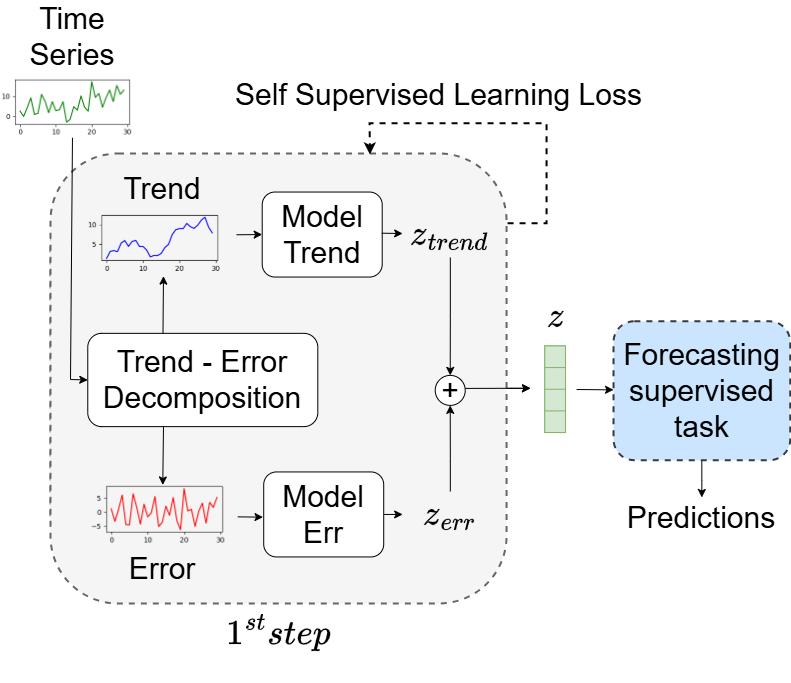 Time
Series
10
0
0 10 20 30
Self Supervised Learning Loss
Trend
10
5
0 10 20 30
Model
Trend
z_{trend}
z
Trend - Error
Decomposition
+
Forecasting
supervised
task
5
0
−5
0 10 20 30
Model
Err
z_{err}
Predictions
Error
1^{st} step